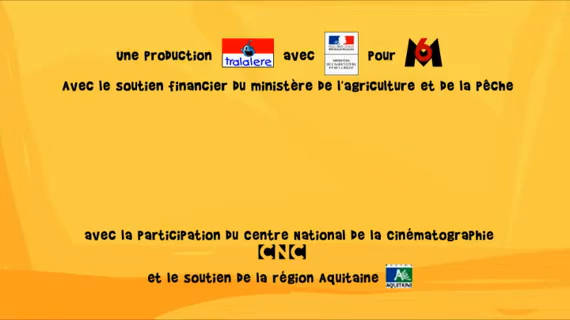 une production tralalere avec pour M6
Avec le soutien financier du ministère de l'agriculture et de la pêche
avec la participation du centre national de la cinématographie
CNC
et le soutien de la région Aquitaine AQUITAINE